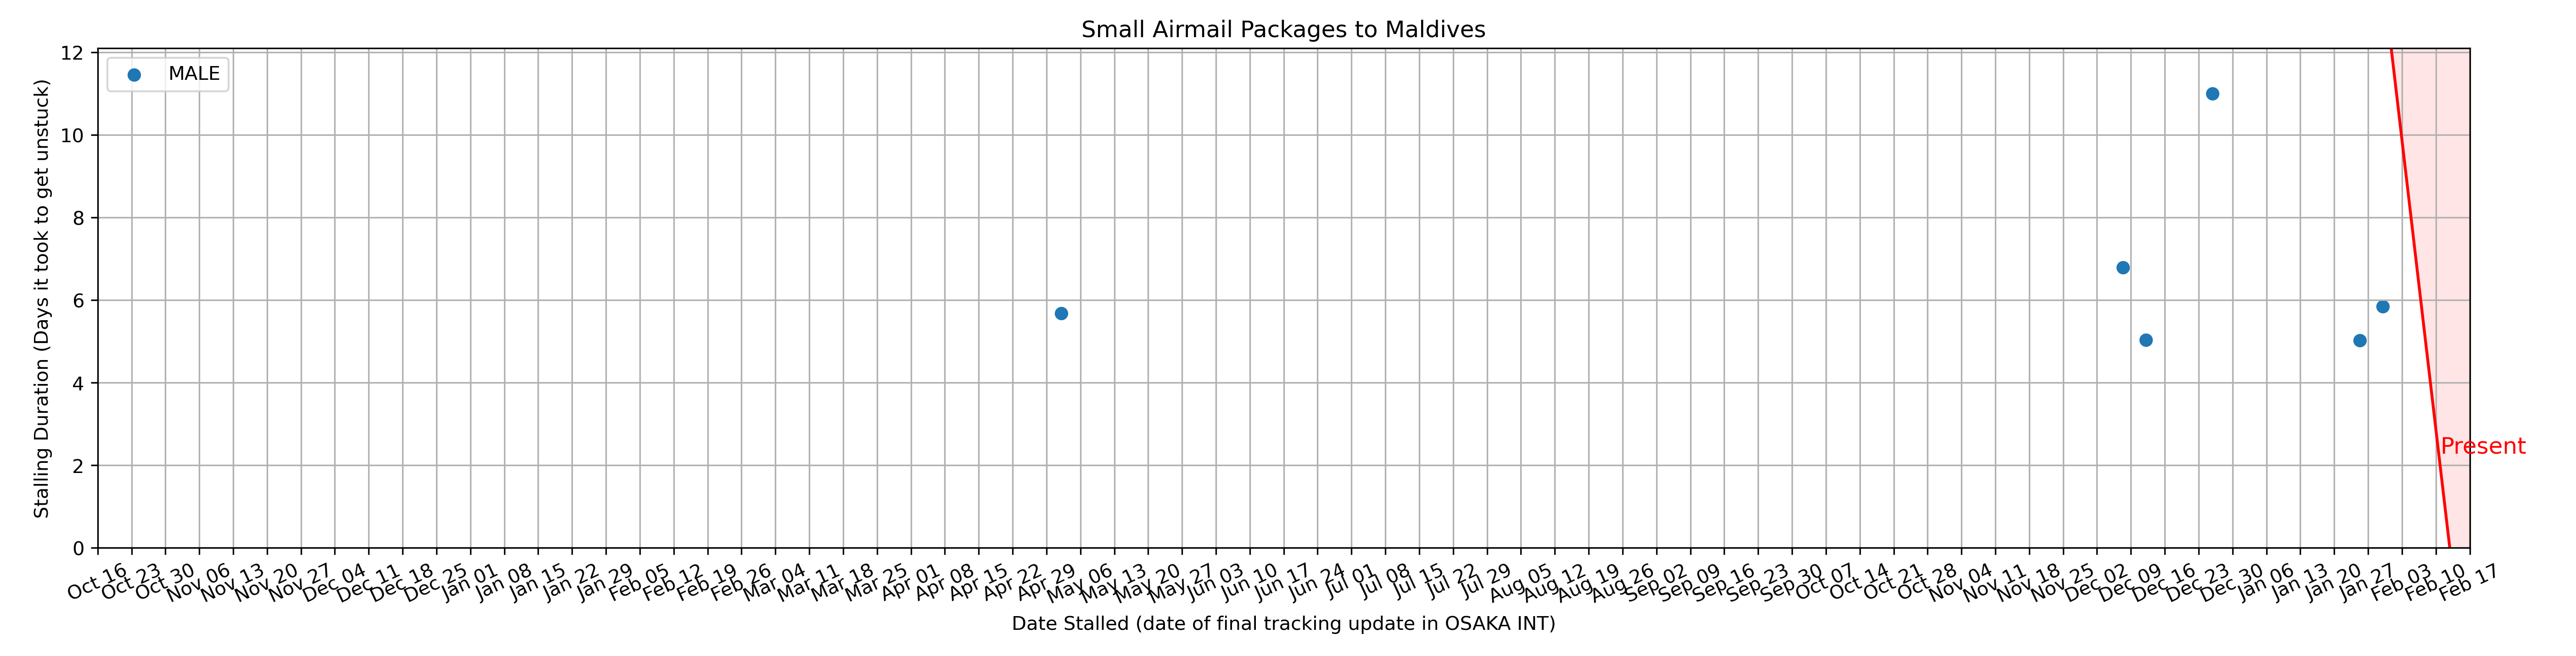 Small Airmail Packages to Maldives
MALE
Stalling Duration (Days it took to get unstuck)
12
10
8
6
4
2
0
Present
Oct 16 Oct 23 Oct 30 Nov 06 Nov 13 Nov 20 Nov 27 Dec 04 Dec 11 Dec 18 Dec 25 Jan 01 Jan 08 Jan 15 Jan 22 Jan 29 Feb 05 Feb 12 Feb 19 Feb 26 Mar 04 Mar 11 Mar 18 Mar 25 Apr 01 Apr 08 Apr 15 Apr 22 Apr 29 May 06 May 13 May 20 May 27 Jun 03 Jun 10 Jun 17 Jun 24 Jul 01 Jul 08 Jul 15 Jul 22 Jul 29 Aug 05 Aug 12 Aug 19 Aug 26 Sep 02 Sep 09 Sep 16 Sep 23 Sep 30 Oct 07 Oct 14 Oct 21 Oct 28 Nov 04 Nov 11 Nov 18 Nov 25 Dec 02 Dec 09 Dec 16 Dec 23 Dec 30 Jan 06 Jan 13 Jan 20 Jan 27 Feb 03 Feb 10 Feb 17
Date Stalled (date of final tracking update in OSAKA INT)